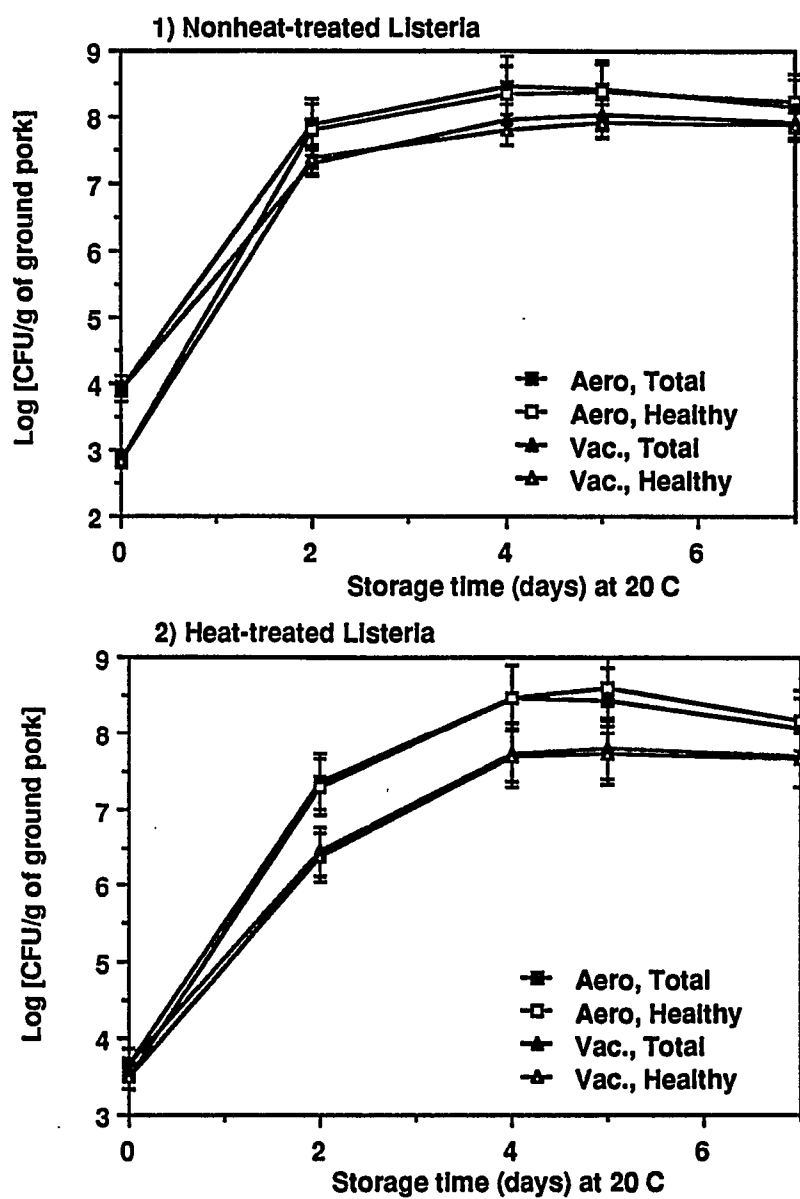 1) Nonheat-treated Listeria
9
8
7
6
5
4
3
2
Log [CFU/g of ground pork]
Aero, Total
Aero, Healthy
Vac., Total
Vac., Healthy
0 2 4 6
Storage time (days) at 20 C
2) Heat-treated Listeria
9
8
7
6
5
4
3
Log [CFU/g of ground pork]
Aero, Total
Aero, Healthy
Vac., Total
Vac., Healthy
0 2 4 6
Storage time (days) at 20 C